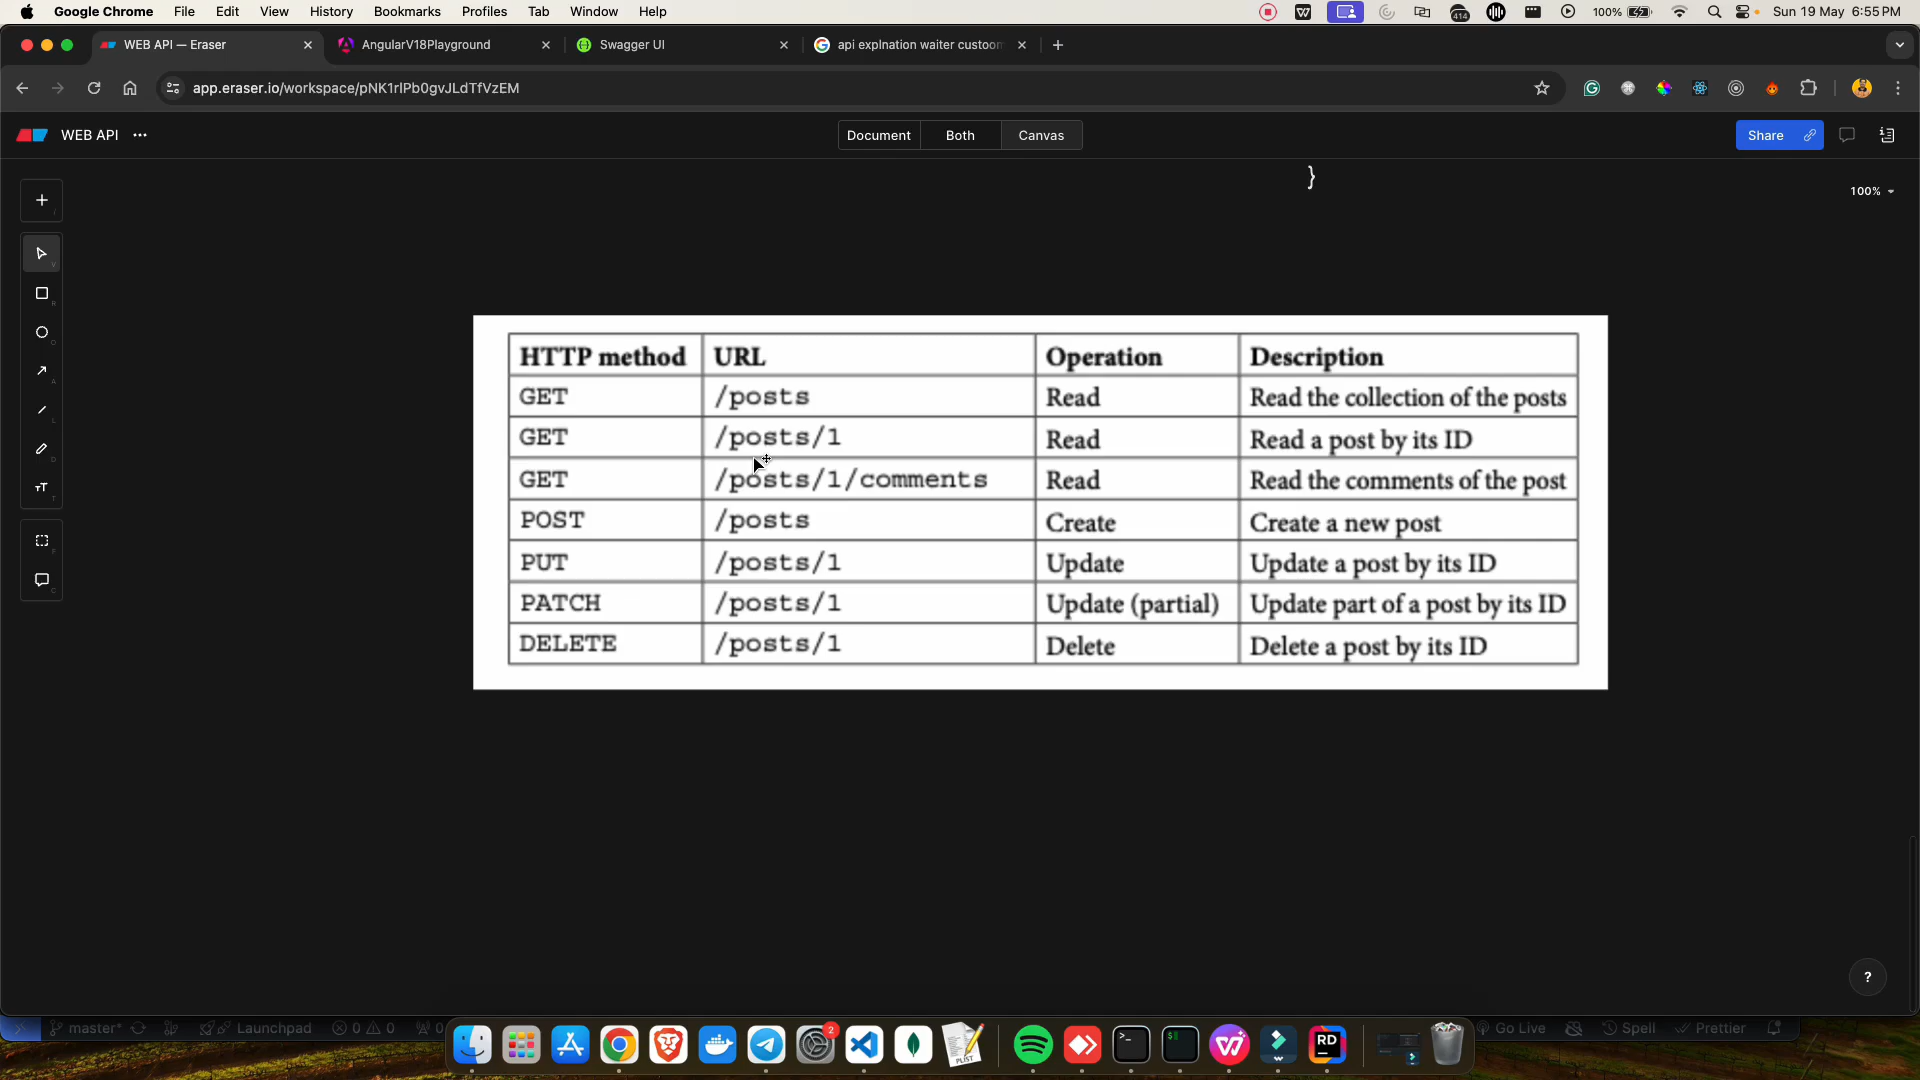 Google Chrome File Edit View History Bookmarks Profiles Tab Window Help 414 100% Sun 19 May 6:55 PM
WEB API — Eraser AngularV18Playground Swagger UI api explnation waiter custoom
app.eraser.io/workspace/pNK1rIPb0gvJLdTfVzEM
WEB API ... Document Both Canvas Share
}
100%
HTTP method URL Operation Description
GET /posts Read Read the collection of the posts
GET /posts/1 Read Read a post by its ID
GET /posts/1/comments Read Read the comments of the post
POST /posts Create Create a new post
PUT /posts/1 Update Update a post by its ID
PATCH /posts/1 Update (partial) Update part of a post by its ID
DELETE /posts/1 Delete Delete a post by its ID
?
master* Launchpad 0 0 0 Go Live Spell Prettier
2
PLIST
RD